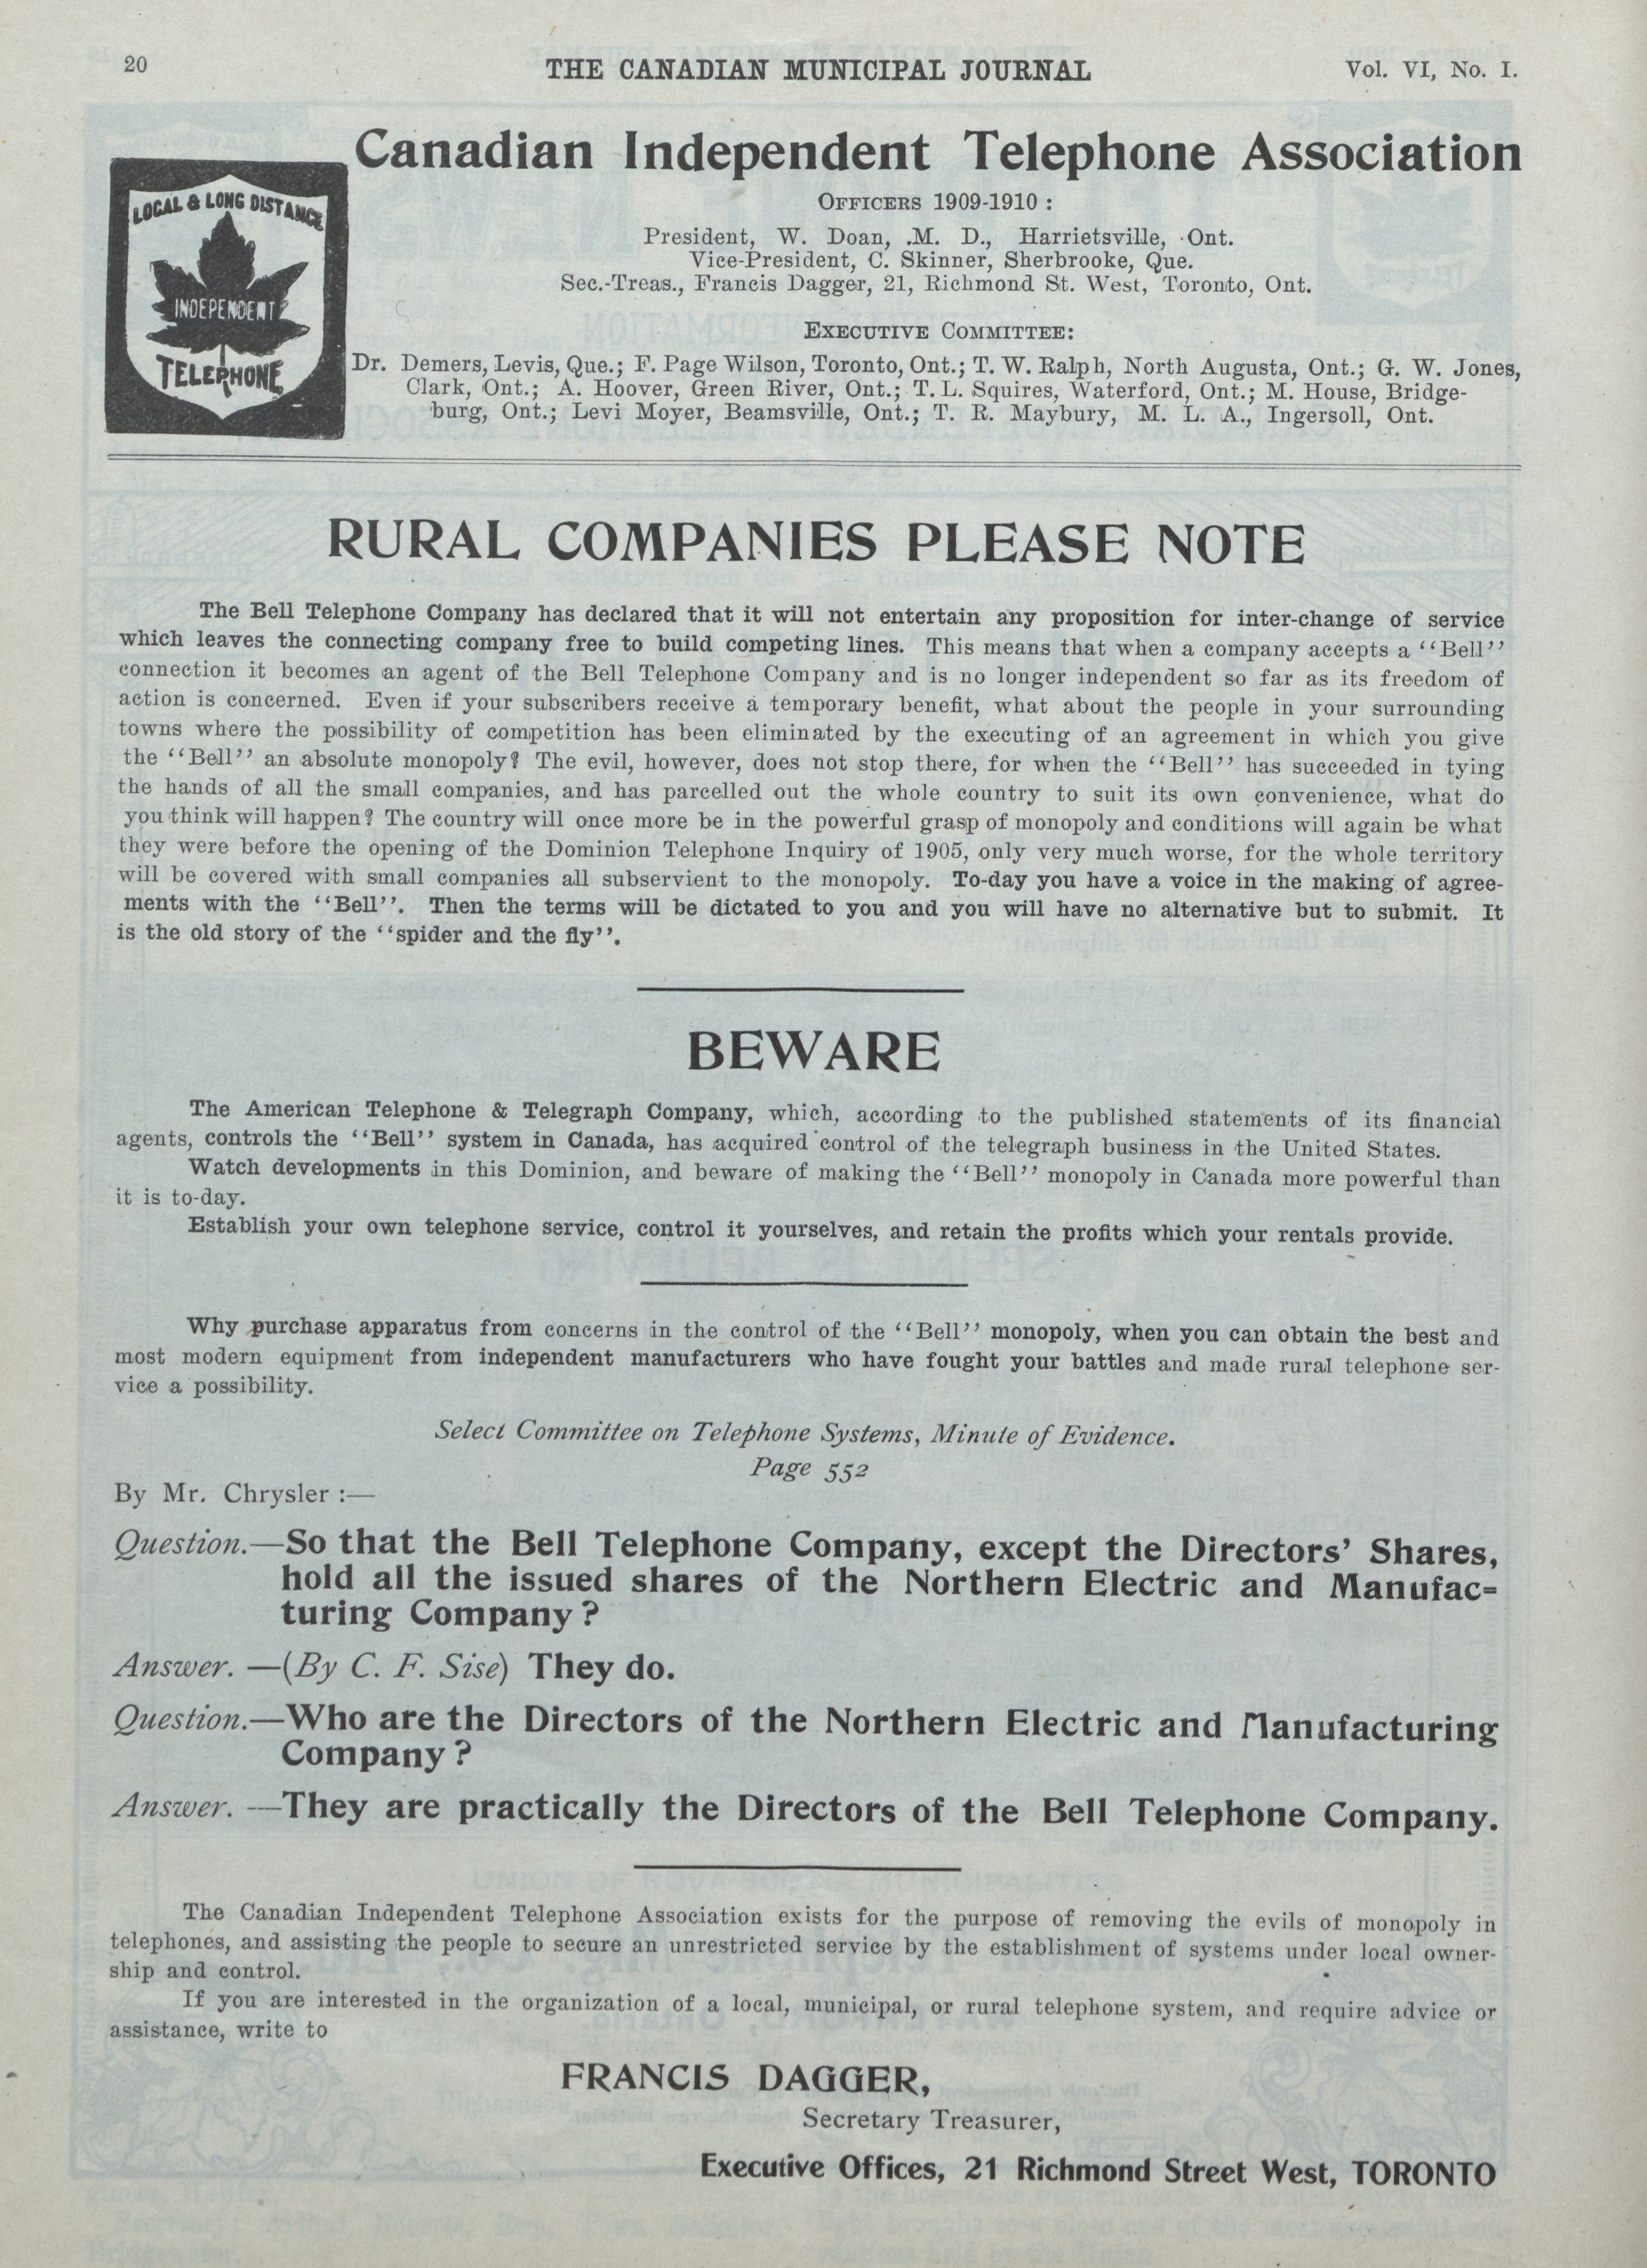 20
THE CANADIAN MUNICIPAL JOURNAL
Vol. VI, No. I.
Canadian Independent Telephone Association
LOCAL & LONG DISTANCE
INDEPENDENT
TELEPHONE
OFFICERS 1909-1910 :
President, W. Doan, M. D., Harrietsville, Ont.
Vice-President, C. Skinner, Sherbrooke, Que.
Sec.-Treas., Francis Dagger, 21, Richmond St. West, Toronto, Ont.
EXECUTIVE COMMITTEE:
Dr. Demers, Levis, Que.; F. Page Wilson, Toronto, Ont.; T. W. Ralph, North Augusta, Ont.; G. W. Jones,
Clark, Ont.; A. Hoover, Green River, Ont.; T. L. Squires, Waterford, Ont.; M. House, Bridge-
burg, Ont.; Levi Moyer, Beamsville, Ont.; T. R. Maybury, M. L. A., Ingersoll, Ont.
RURAL COMPANIES PLEASE NOTE
The Bell Telephone Company has declared that it will not entertain any proposition for inter-change of service
which leaves the connecting company free to build competing lines. This means that when a company accepts a ‘‘Bell’’
connection it becomes an agent of the Bell Telephone Company and is no longer independent so far as its freedom of
action is concerned. Even if your subscribers receive a temporary benefit, what about the people in your surrounding
towns where the possibility of competition has been eliminated by the executing of an agreement in which you give
the ‘‘Bell’’ an absolute monopoly? The evil, however, does not stop there, for when the ‘‘Bell’’ has succeeded in tying
the hands of all the small companies, and has parcelled out the whole country to suit its own convenience, what do
you think will happen? The country will once more be in the powerful grasp of monopoly and conditions will again be what
they were before the opening of the Dominion Telephone Inquiry of 1905, only very much worse, for the whole territory
will be covered with small companies all subservient to the monopoly. To-day you have a voice in the making of agree-
ments with the ‘‘Bell’’. Then the terms will be dictated to you and you will have no alternative but to submit. It
is the old story of the ‘‘spider and the fly’’.
BEWARE
The American Telephone & Telegraph Company, which, according to the published statements of its financial
agents, controls the ‘‘Bell’’ system in Canada, has acquired control of the telegraph business in the United States.
Watch developments in this Dominion, and beware of making the ‘‘Bell’’ monopoly in Canada more powerful than
it is to-day.
Establish your own telephone service, control it yourselves, and retain the profits which your rentals provide.
Why purchase apparatus from concerns in the control of the ‘‘Bell’’ monopoly, when you can obtain the best and
most modern equipment from independent manufacturers who have fought your battles and made rural telephone ser-
vice a possibility.
Select Committee on Telephone Systems, Minute of Evidence.
Page 552
By Mr. Chrysler :—
Question.—So that the Bell Telephone Company, except the Directors’ Shares,
hold all the issued shares of the Northern Electric and Manufac-
turing Company ?
Answer. —(By C. F. Sise) They do.
Question.—Who are the Directors of the Northern Electric and Manufacturing
Company ?
Answer. —They are practically the Directors of the Bell Telephone Company.
The Canadian Independent Telephone Association exists for the purpose of removing the evils of monopoly in
telephones, and assisting the people to secure an unrestricted service by the establishment of systems under local owner-
ship and control.
If you are interested in the organization of a local, municipal, or rural telephone system, and require advice or
assistance, write to
FRANCIS DAGGER,
Secretary Treasurer,
Executive Offices, 21 Richmond Street West, TORONTO